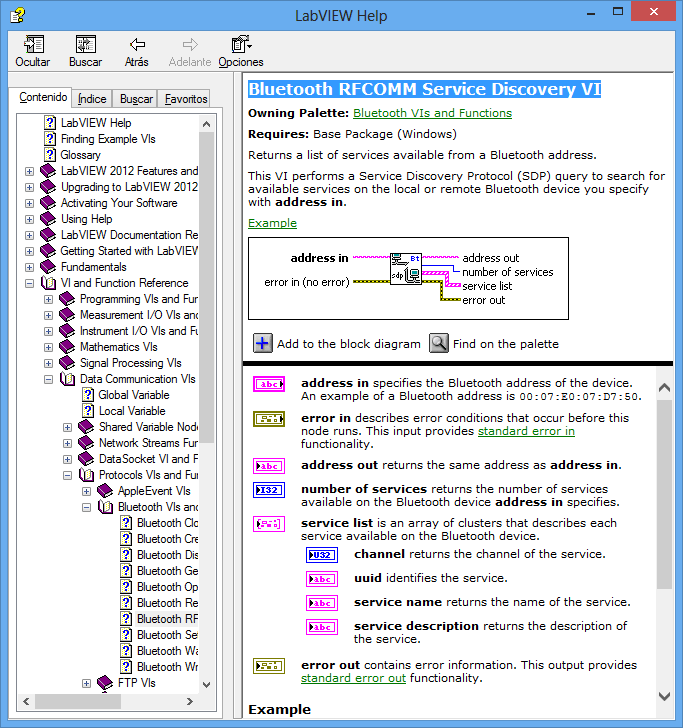 LabVIEW Help
Ocultar Buscar Atrás Adelante Opciones
Contenido Índice Buscar Favoritos
LabVIEW Help
Finding Example VIs
Glossary
LabVIEW 2012 Features and
Upgrading to LabVIEW 2012
Activating Your Software
Using Help
LabVIEW Documentation Re
Getting Started with LabVIEW
Fundamentals
VI and Function Reference
Programming VIs and Fun
Measurement I/O VIs and
Instrument I/O VIs and Fu
Mathematics VIs
Signal Processing VIs
Data Communication VIs
Global Variable
Local Variable
Shared Variable Node
Network Streams Fun
DataSocket VI and F
Protocols VIs and Fur
AppleEvent VIs
Bluetooth VIs and
Bluetooth Clo
Bluetooth Cre
Bluetooth Dis
Bluetooth Ge
Bluetooth Op
Bluetooth Re
Bluetooth RF
Bluetooth Set
Bluetooth Wa
Bluetooth Wr
FTP VIs
Bluetooth RFCOMM Service Discovery VI
Owning Palette: Bluetooth VIs and Functions
Requires: Base Package (Windows)
Returns a list of services available from a Bluetooth address.
This VI performs a Service Discovery Protocol (SDP) query to search for
available services on the local or remote Bluetooth device you specify
with address in.
Example
address in
error in (no error)
Bt
sdp
address out
number of services
service list
error out
Add to the block diagram Find on the palette
abc address in specifies the Bluetooth address of the device.
An example of a Bluetooth address is 00:07:E0:07:D7:50.
error in describes error conditions that occur before this
node runs. This input provides standard error in
functionality.
abc address out returns the same address as address in.
I32 number of services returns the number of services
available on the Bluetooth device address in specifies.
service list is an array of clusters that describes each
service available on the Bluetooth device.
U32 channel returns the channel of the service.
abc uuid identifies the service.
abc service name returns the name of the service.
abc service description returns the description of
the service.
error out contains error information. This output provides
standard error out functionality.
Example